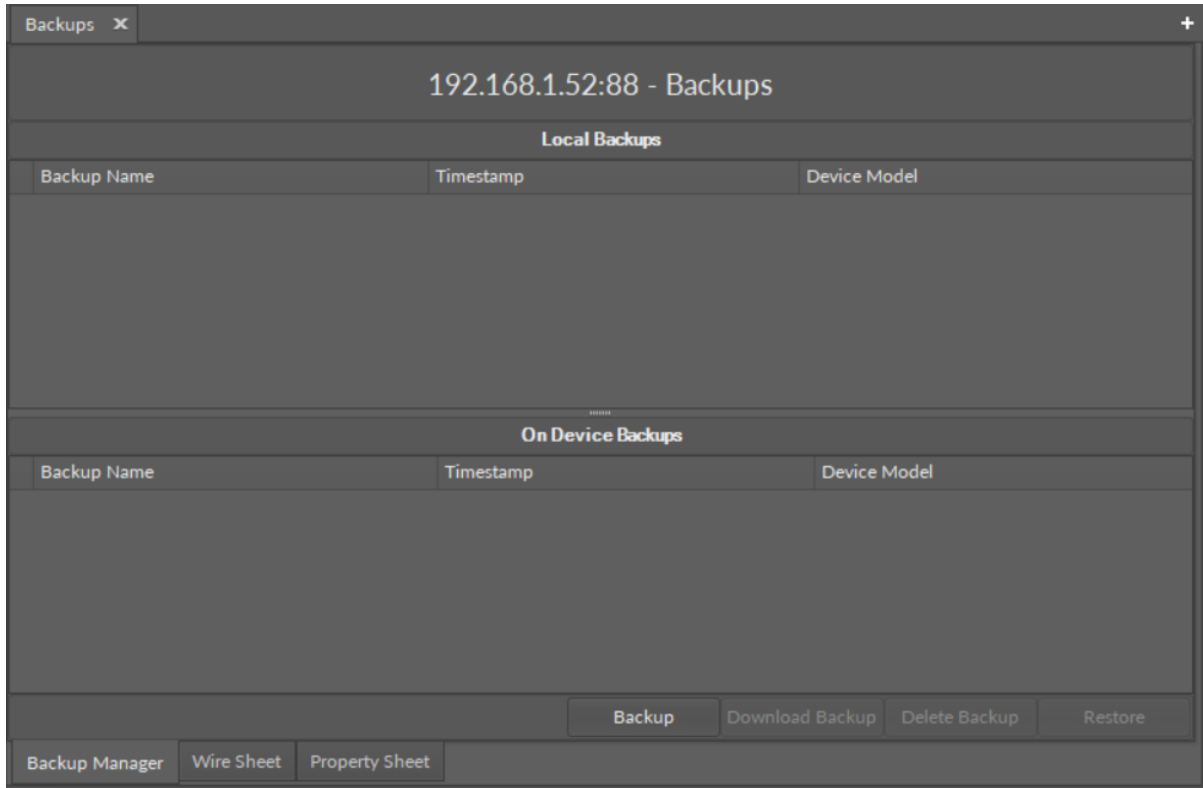 Backups
192.168.1.52:88 - Backups
Local Backups
Backup Name Timestamp Device Model
On Device Backups
Backup Name Timestamp Device Model
Backup Download Backup Delete Backup Restore
Backup Manager Wire Sheet Property Sheet